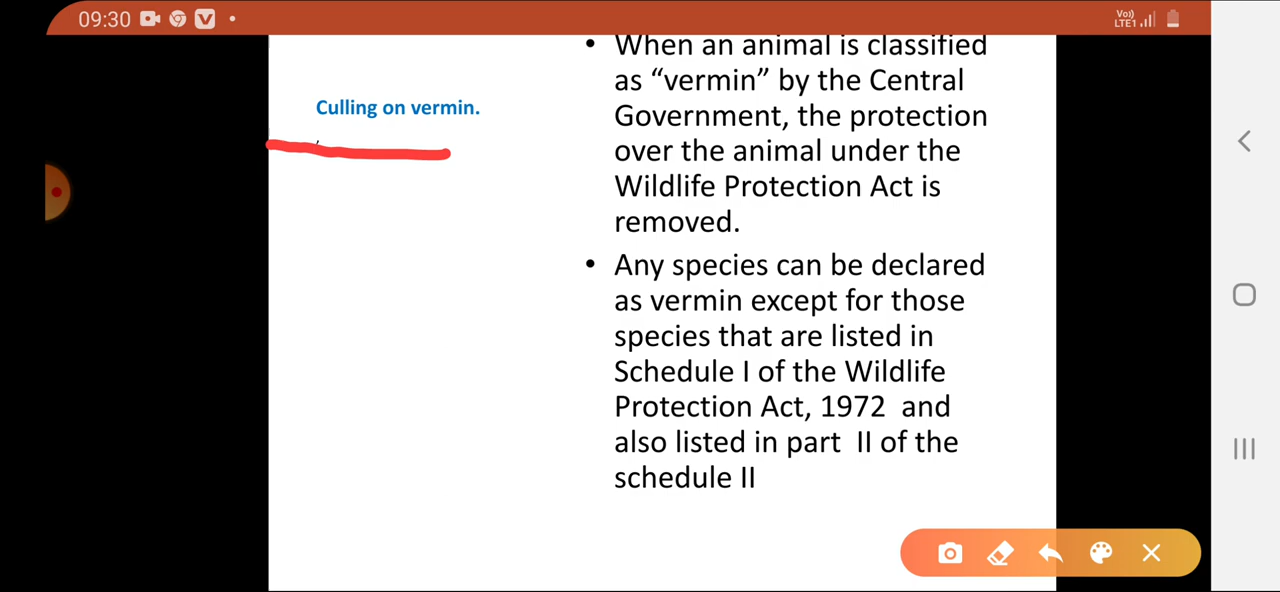 09:30
Vo))
LTE1
Culling on vermin.
• When an animal is classified
as “vermin” by the Central
Government, the protection
over the animal under the
Wildlife Protection Act is
removed.
• Any species can be declared
as vermin except for those
species that are listed in
Schedule I of the Wildlife
Protection Act, 1972 and
also listed in part II of the
schedule II